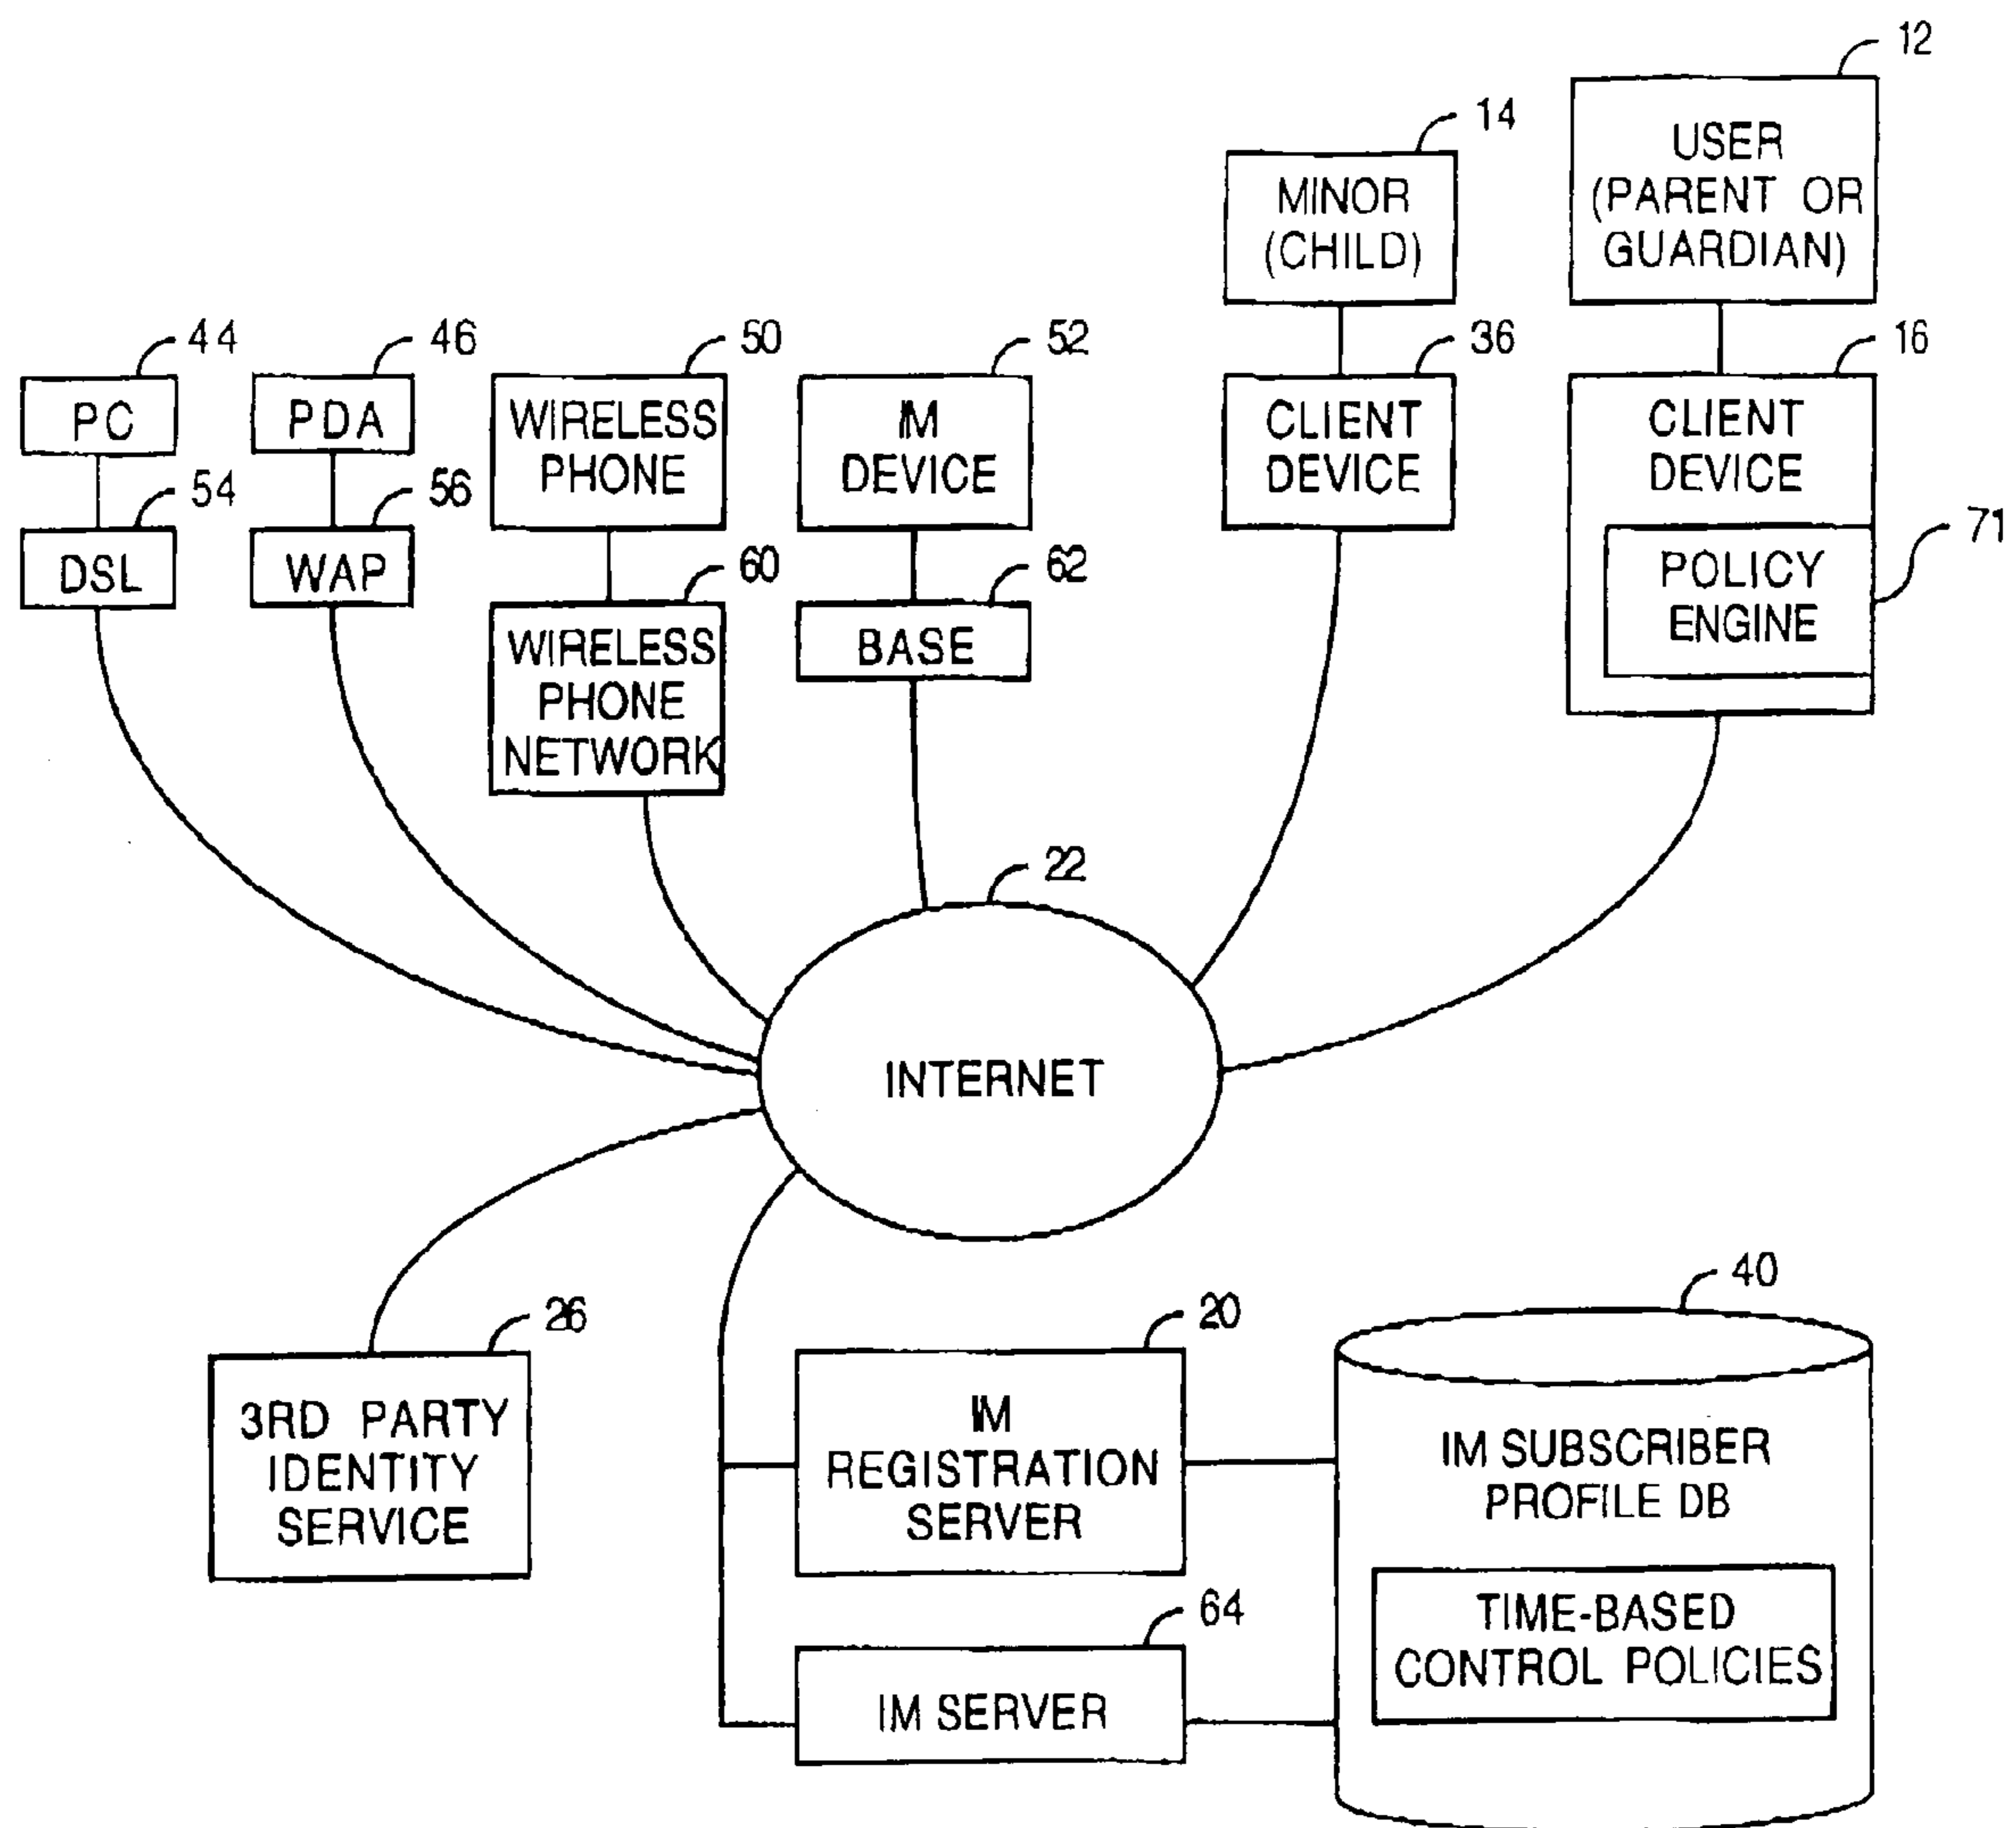 12
14
USER
(PARENT OR
GUARDIAN)
MINOR
(CHILD)
44
46
50
52
36
16
PC
PDA
WIRELESS
PHONE
IM
DEVICE
CLIENT
DEVICE
CLIENT
DEVICE
54
56
60
62
71
DSL
WAP
WIRELESS
PHONE
NETWORK
BASE
POLICY
ENGINE
22
INTERNET
26
20
40
3RD PARTY
IDENTITY
SERVICE
IM
REGISTRATION
SERVER
IM SUBSCRIBER
PROFILE DB
64
IM SERVER
TIME-BASED
CONTROL POLICIES